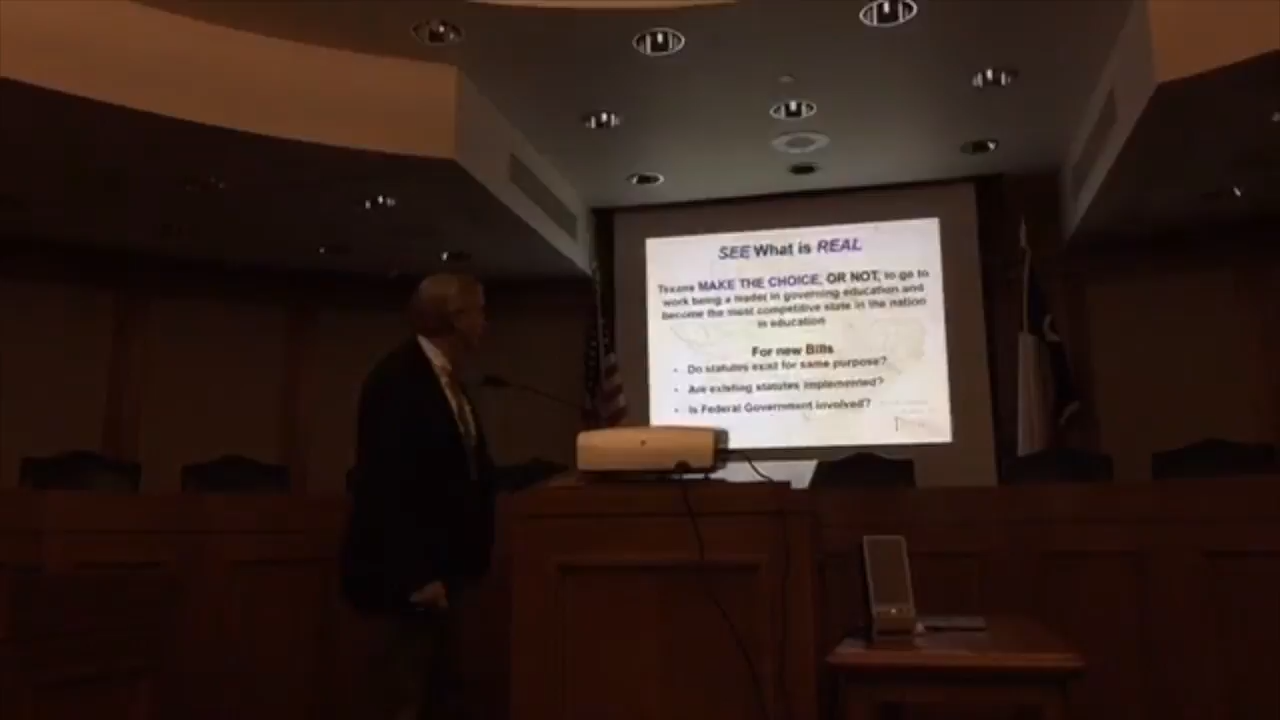 SEE What is REAL
Texans MAKE THE CHOICE, OR NOT, to go to
work being a leader in governing education and
become the most competitive state in the nation
in education
For new Bills
• Do statutes exist for same purpose?
• Are existing statutes implemented?
• Is Federal Government involved?